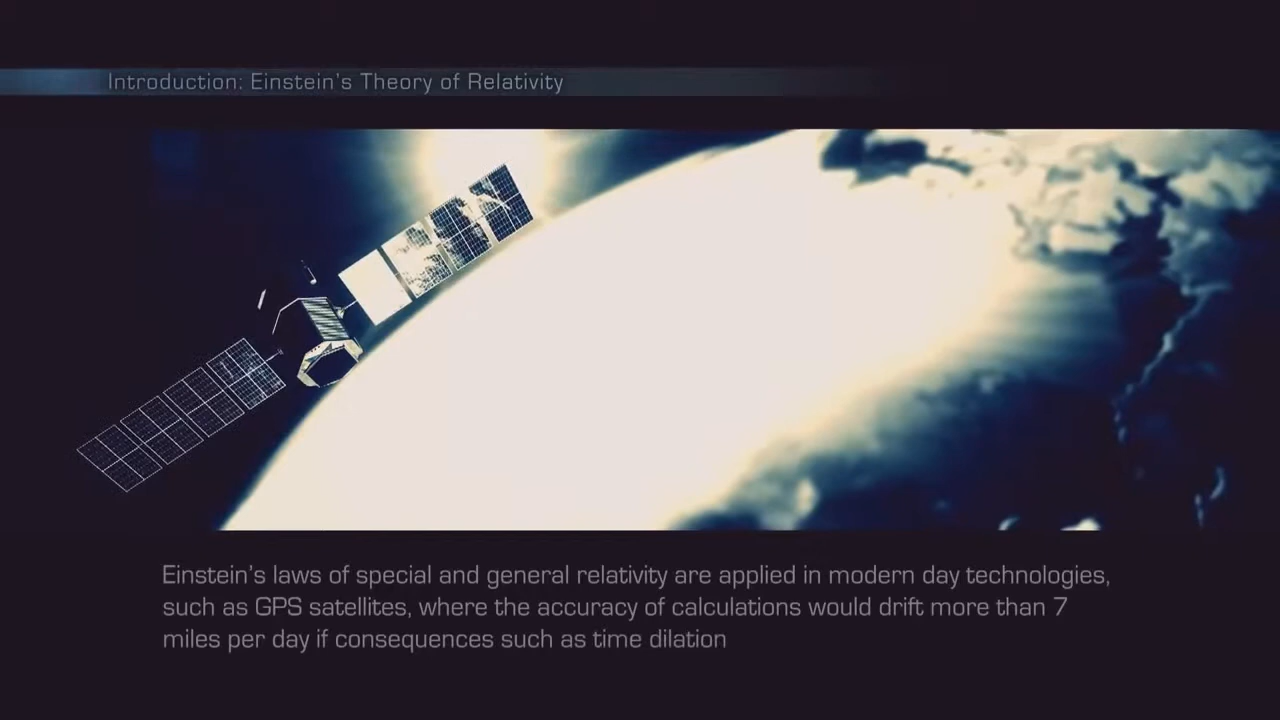 Introduction: Einstein's Theory of Relativity
Einstein's laws of special and general relativity are applied in modern day technologies,
such as GPS satellites, where the accuracy of calculations would drift more than 7
miles per day if consequences such as time dilation